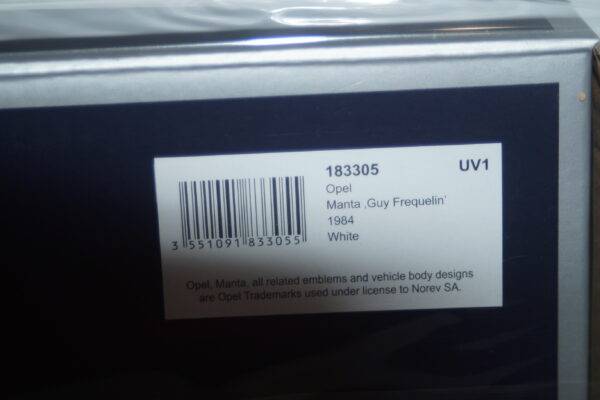 183305 UV1
Opel
Manta ‚Guy Frequelin'
1984
White
3 551091 833055
Opel, Manta, all related emblems and vehicle body designs
are Opel Trademarks used under license to Norev SA.